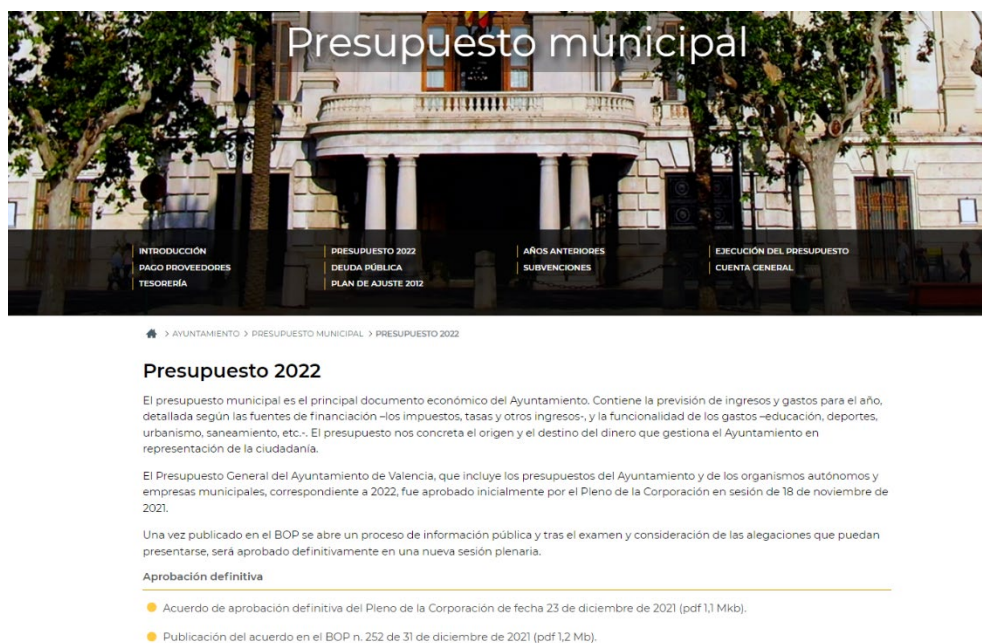 Presupuesto municipal
INTRODUCCIÓN
PAGO PROVEEDORES
TESORERÍA
PRESUPUESTO 2022
DEUDA PÚBLICA
PLAN DE AJUSTE 2012
AÑOS ANTERIORES
SUBVENCIONES
EJECUCIÓN DEL PRESUPUESTO
CUENTA GENERAL
> AYUNTAMIENTO > PRESUPUESTO MUNICIPAL > PRESUPUESTO 2022
Presupuesto 2022
El presupuesto municipal es el principal documento económico del Ayuntamiento. Contiene la previsión de ingresos y gastos para el año,
detallada según las fuentes de financiación –los impuestos, tasas y otros ingresos-, y la funcionalidad de los gastos –educación, deportes,
urbanismo, saneamiento, etc.-. El presupuesto nos concreta el origen y el destino del dinero que gestiona el Ayuntamiento en
representación de la ciudadanía.
El Presupuesto General del Ayuntamiento de Valencia, que incluye los presupuestos del Ayuntamiento y de los organismos autónomos y
empresas municipales, correspondiente a 2022, fue aprobado inicialmente por el Pleno de la Corporación en sesión de 18 de noviembre de
2021.
Una vez publicado en el BOP se abre un proceso de información pública y tras el examen y consideración de las alegaciones que puedan
presentarse, será aprobado definitivamente en una nueva sesión plenaria.
Aprobación definitiva
Acuerdo de aprobación definitiva del Pleno de la Corporación de fecha 23 de diciembre de 2021 (pdf 1,1 Mkb).
Publicación del acuerdo en el BOP n. 252 de 31 de diciembre de 2021 (pdf 1,2 Mb).